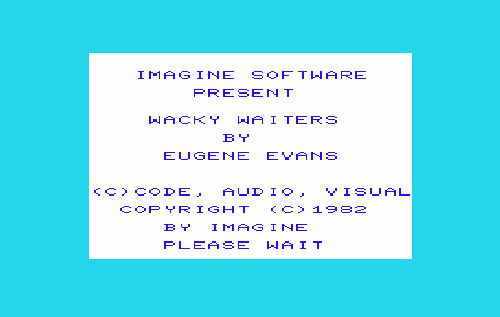 IMAGINE SOFTWARE
PRESENT
WACKY WAITERS
BY
EUGENE EVANS
(C)CODE, AUDIO, VISUAL
COPYRIGHT (C)1982
BY IMAGINE
PLEASE WAIT